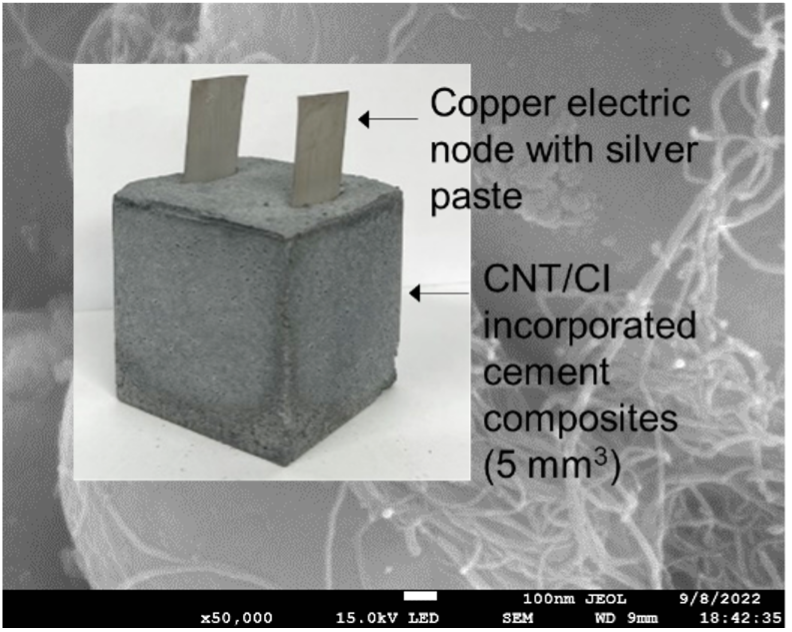 Copper electric
node with silver
paste
CNT/CI
incorporated
cement
composites
(5 mm³)
100nm JEOL 9/8/2022
x50,000 15.0kV LED SEM WD 9mm 18:42:35